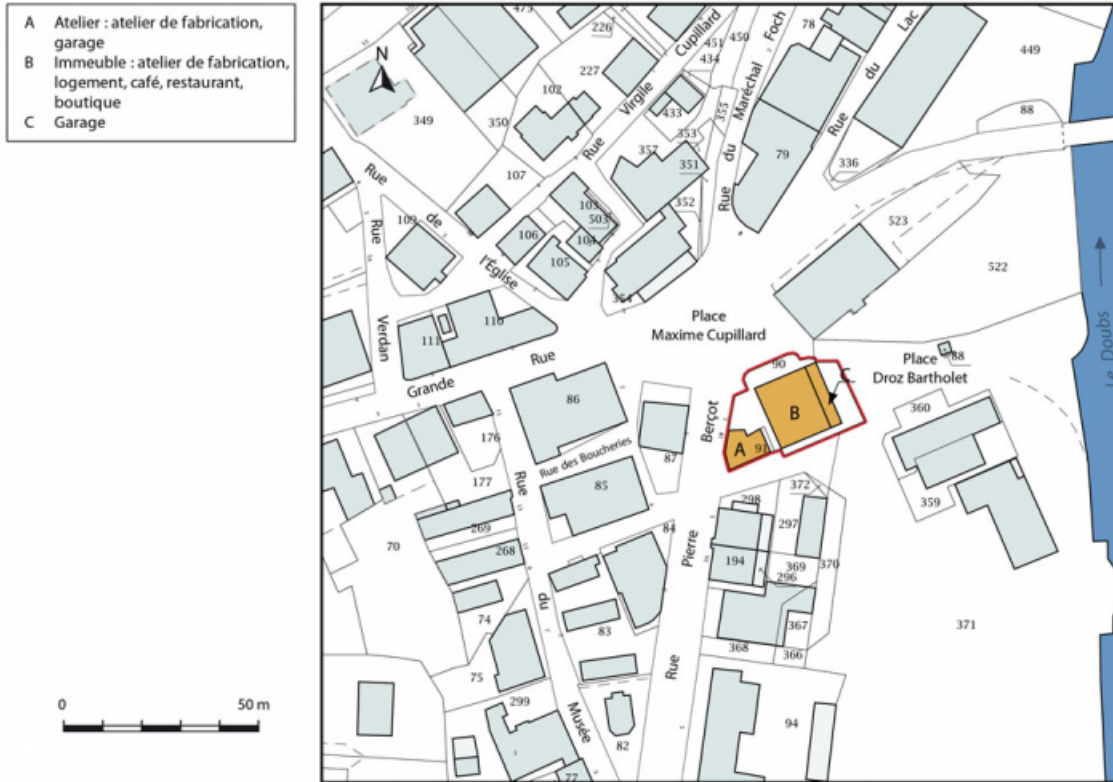 A Atelier : atelier de fabrication,
garage
B Immeuble : atelier de fabrication,
logement, café, restaurant,
boutique
C Garage
N
0 50 m
475
226
227
102
350
349
107
Rue Virgile Cupillard
451
434
450
433
353
355
357
351
352
Rue du Maréchal Foch
78
79
Rue du Lac
336
449
88
523
522
Le Doubs
Rue de l'Église
109
103
503
106
104
105
354
Rue Verdan
110
111
Grande Rue
Place
Maxime Cupillard
Place
Droz Bartholet
88
90
C
B
A
91
86
87
Rue des Boucheries
85
84
176
177
269
268
70
74
75
83
82
299
77
Rue du Musée
Rue Pierre Berçot
298
372
297
194
369
296
370
367
368
366
94
360
359
371